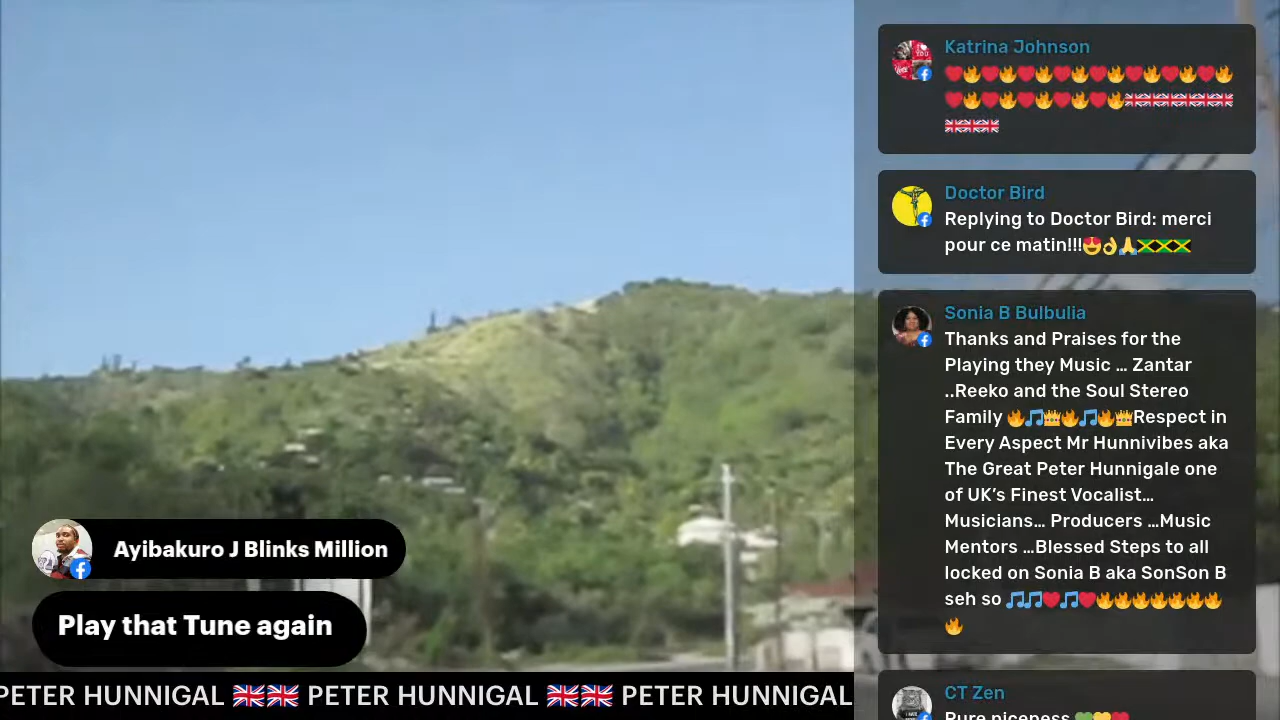 Katrina Johnson
❤️🔥❤️🔥❤️🔥❤️🔥❤️🔥❤️🔥❤️🔥❤️🔥
❤️🔥❤️🔥❤️🔥❤️🔥❤️🔥🇬🇧🇬🇧🇬🇧🇬🇧
🇬🇧🇬🇧
Doctor Bird
Replying to Doctor Bird: merci
pour ce matin!!!😍👌🙏🇯🇲🇯🇲🇯🇲
Sonia B Bulbulia
Thanks and Praises for the
Playing they Music ... Zantar
..Reeko and the Soul Stereo
Family 🔥🎵👑🔥🎵🔥👑Respect in
Every Aspect Mr Hunnivibes aka
The Great Peter Hunnigale one
of UK’s Finest Vocalist...
Musicians... Producers ...Music
Mentors ...Blessed Steps to all
locked on Sonia B aka SonSon B
seh so 🎵🎵❤️🎵❤️🔥🔥🔥🔥🔥🔥🔥
🔥
CT Zen
Pure niceness 💚💛❤️
Ayibakuro J Blinks Million
Play that Tune again
PETER HUNNIGAL 🇬🇧🇬🇧 PETER HUNNIGAL 🇬🇧🇬🇧 PETER HUNNIGAL